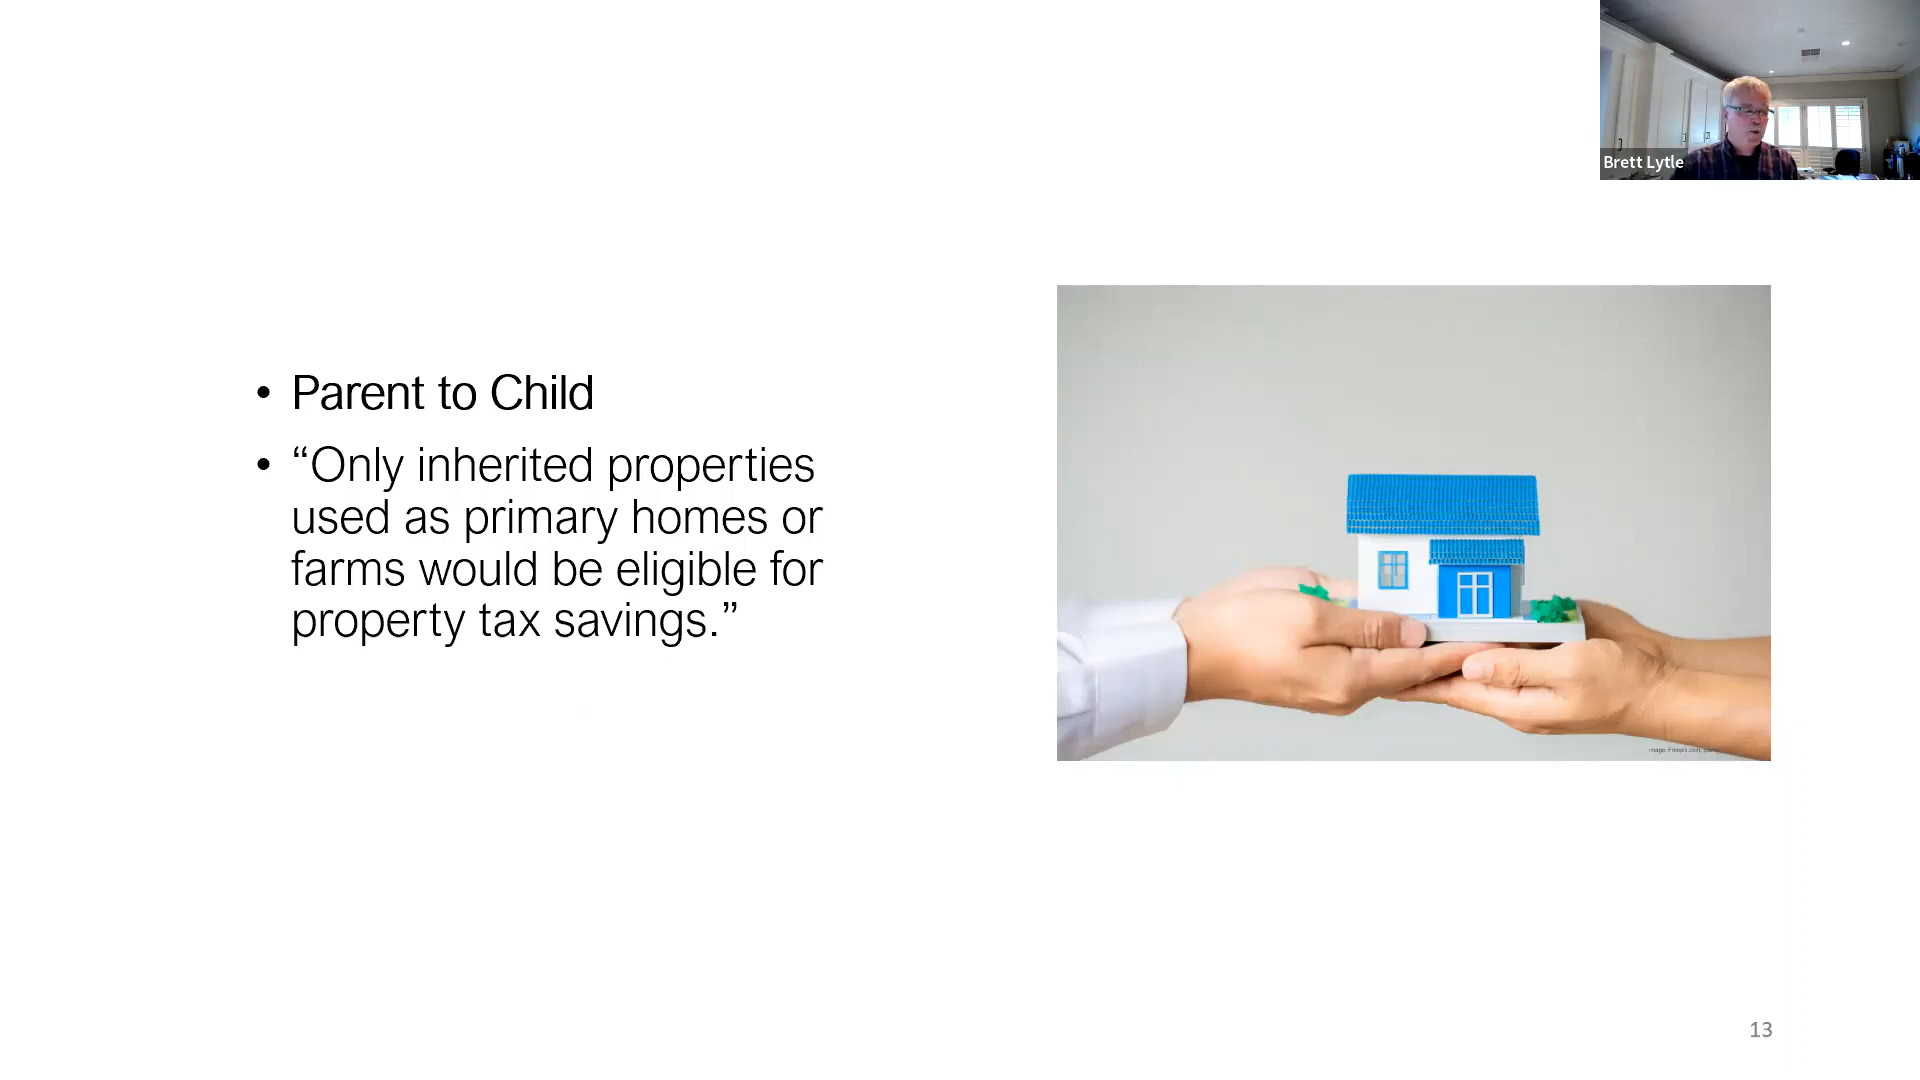 Brett Lytle
• Parent to Child
• “Only inherited properties
used as primary homes or
farms would be eligible for
property tax savings.”
13